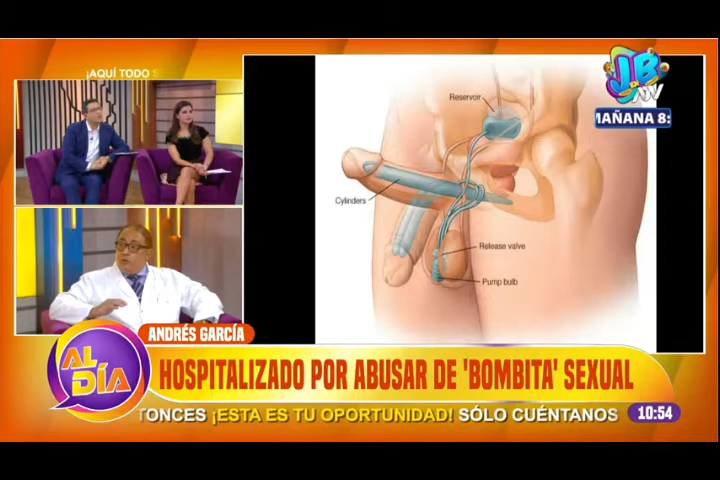 ¡AQUÍ TODO
JB
TV
MAÑANA 8:
Reservoir
Cylinders
Release valve
Pump bulb
ANDRÉS GARCÍA
AL DÍA
HOSPITALIZADO POR ABUSAR DE 'BOMBITA' SEXUAL
TONCES ¡ESTA ES TU OPORTUNIDAD! SÓLO CUÉNTANOS
10:54